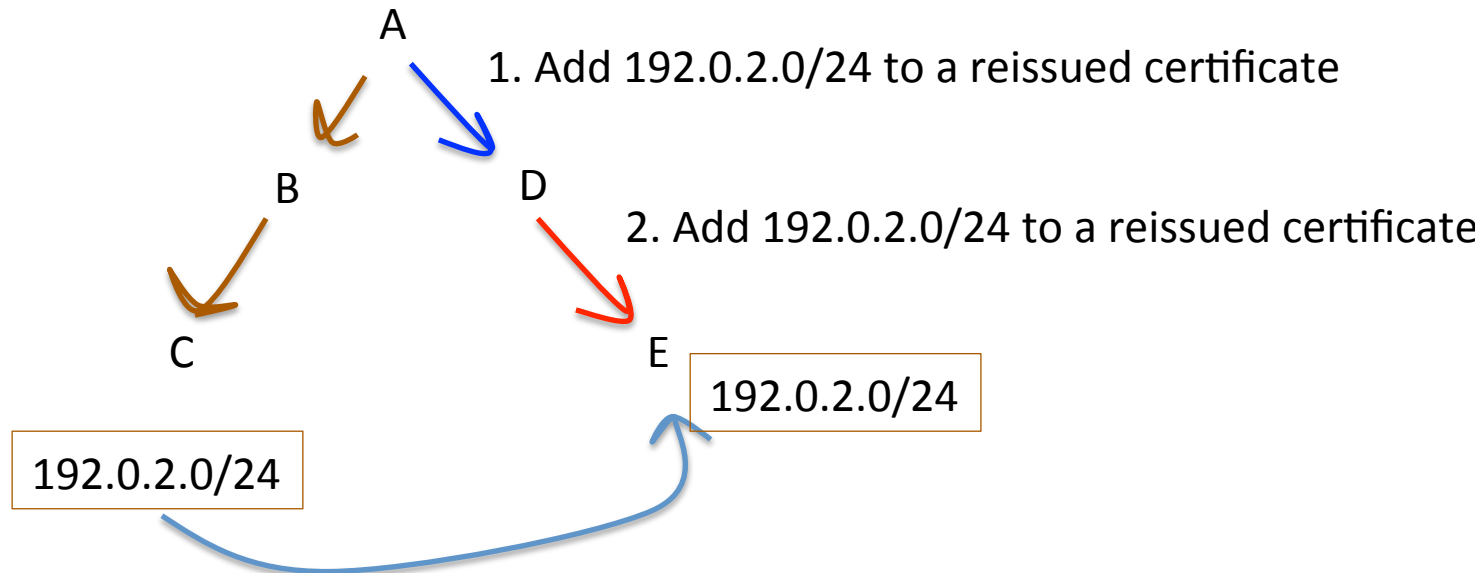 A
1. Add 192.0.2.0/24 to a reissued certificate
B
D
2. Add 192.0.2.0/24 to a reissued certificate
C
E
192.0.2.0/24
192.0.2.0/24